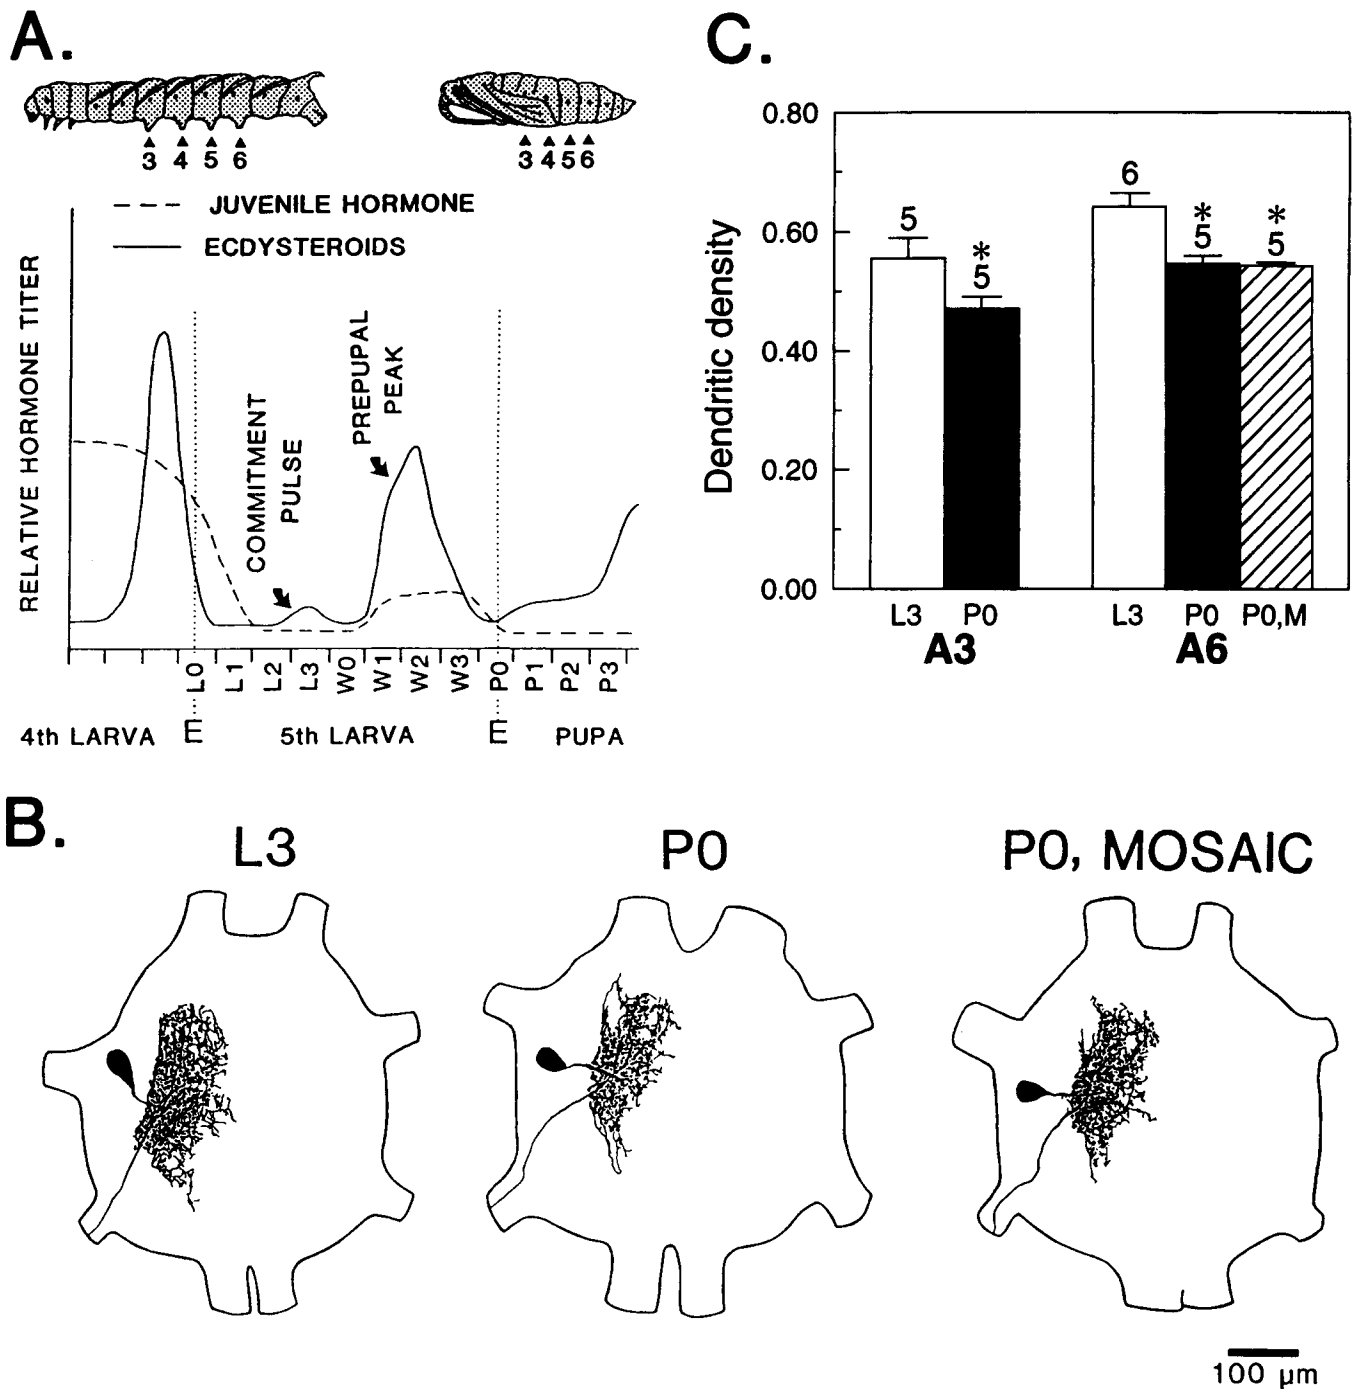 A.
3 4 5 6
3 4 5 6
JUVENILE HORMONE
ECDYSTEROIDS
RELATIVE HORMONE TITER
COMMITMENT
PULSE
PREPUPAL
PEAK
L0 L1 L2 L3 W0 W1 W2 W3 P0 P1 P2 P3
4th LARVA E 5th LARVA E PUPA
C.
Dendritic density
0.80
0.60
0.40
0.20
0.00
5
*
5
6
*
5
*
5
L3 P0 L3 P0 P0,M
A3 A6
B.
L3 P0 P0, MOSAIC
100 µm